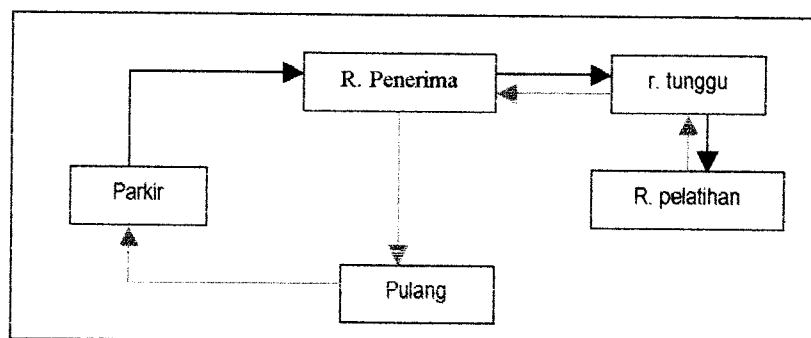 R. Penerima
r. tunggu
Parkir
R. pelatihan
Pulang